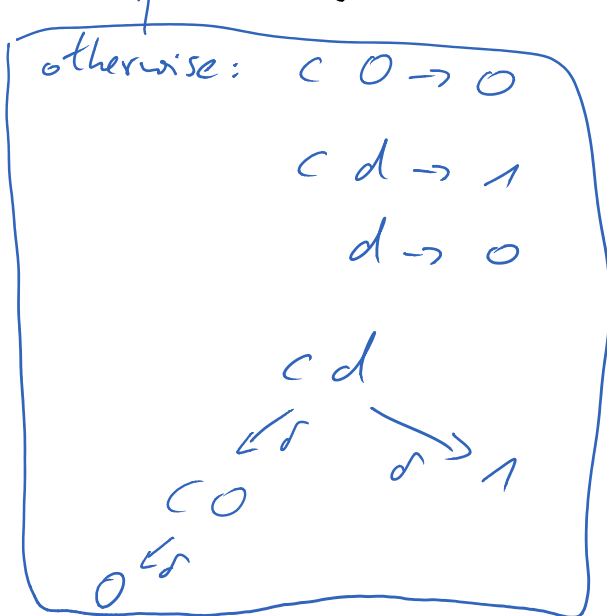 otherwise: c 0 → 0
c d → 1
d → 0
c d
δ δ 1
c 0
0 δ